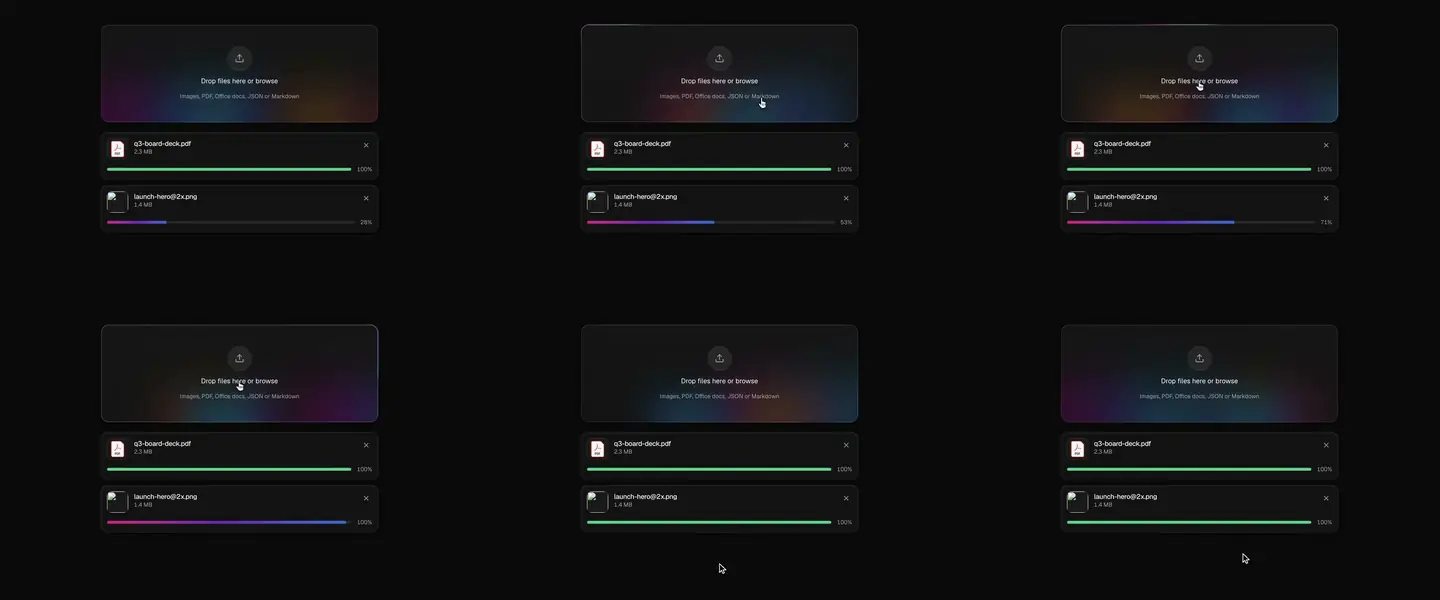 Drop files here or browse
Images, PDF, Office docs, JSON or Markdown
q3-board-deck.pdf
2.3 MB
100%
launch-hero@2x.png
1.4 MB
26%
Drop files here or browse
Images, PDF, Office docs, JSON or Markdown
q3-board-deck.pdf
2.3 MB
100%
launch-hero@2x.png
1.4 MB
53%
Drop files here or browse
Images, PDF, Office docs, JSON or Markdown
q3-board-deck.pdf
2.3 MB
100%
launch-hero@2x.png
1.4 MB
71%
Drop files here or browse
Images, PDF, Office docs, JSON or Markdown
q3-board-deck.pdf
2.3 MB
100%
launch-hero@2x.png
1.4 MB
100%
Drop files here or browse
Images, PDF, Office docs, JSON or Markdown
q3-board-deck.pdf
2.3 MB
100%
launch-hero@2x.png
1.4 MB
100%
Drop files here or browse
Images, PDF, Office docs, JSON or Markdown
q3-board-deck.pdf
2.3 MB
100%
launch-hero@2x.png
1.4 MB
100%